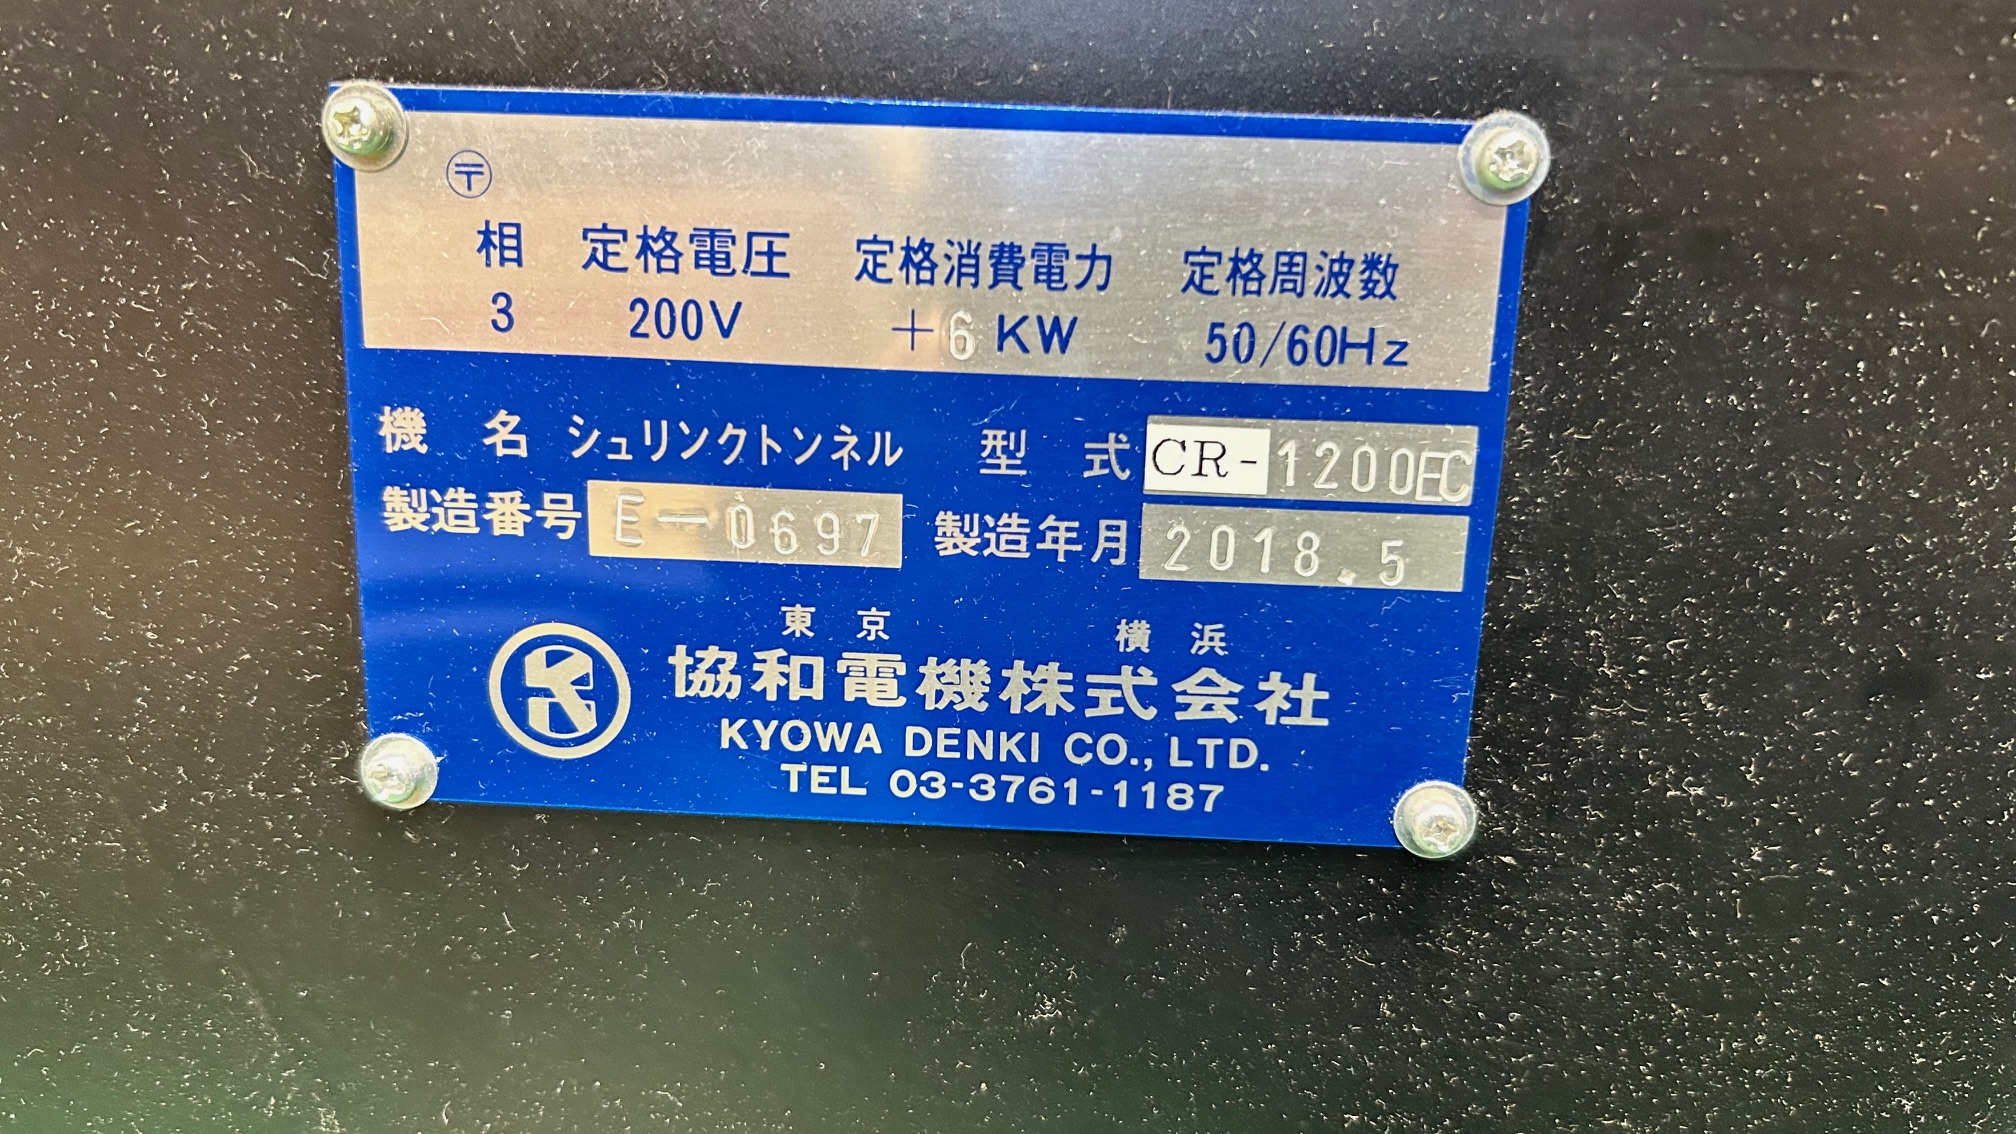 〒
相 定格電圧 定格消費電力 定格周波数
3 200V +6 KW 50/60Hz
機 名 シュリンクトンネル 型 式 CR-1200EC
製造番号 E-0697 製造年月 2018.5
東 京 横 浜
協和電機株式会社
KYOWA DENKI CO., LTD.
TEL 03-3761-1187